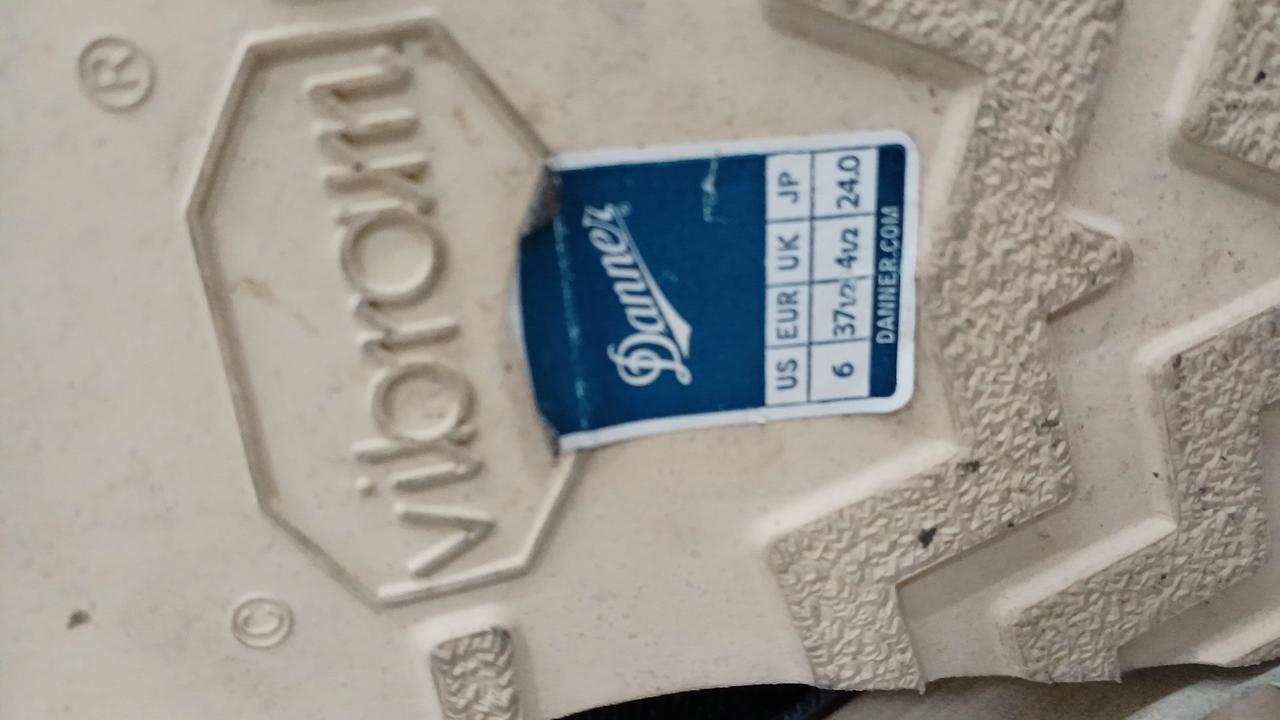 ®
vibram
©
Danner
US EUR UK JP
6 37½ 4½ 24.0
DANNER.COM